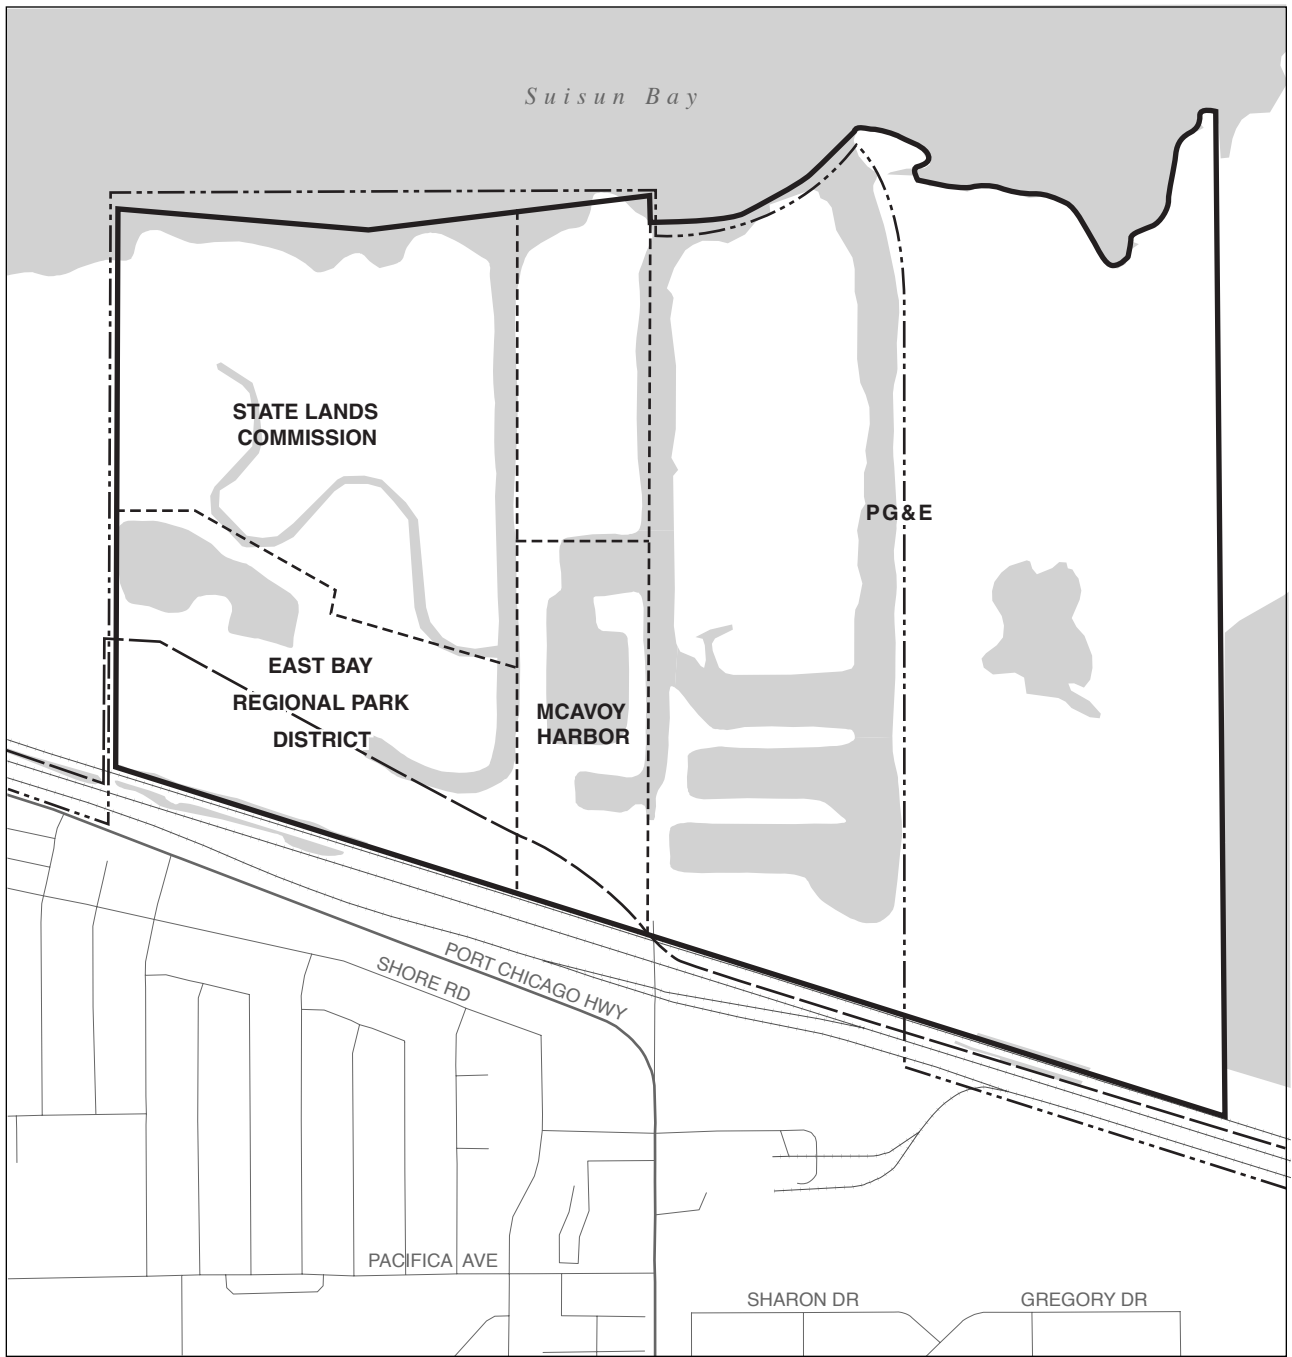 Suisun Bay
STATE LANDS
COMMISSION
PG&E
EAST BAY
REGIONAL PARK
DISTRICT
MCAVOY
HARBOR
PORT CHICAGO HWY
SHORE RD
PACIFICA AVE
SHARON DR
GREGORY DR